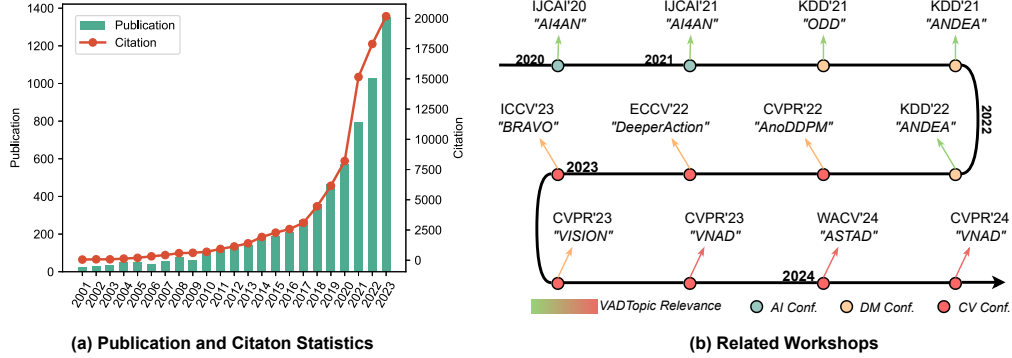 1400
1200
1000
800
600
400
200
0
Publication
Publication
Citation
20000
17500
15000
12500
10000
7500
5000
2500
0
Citation
2001
2002
2003
2004
2005
2006
2007
2008
2009
2010
2011
2012
2013
2014
2015
2016
2017
2018
2019
2020
2021
2022
2023
(a) Publication and Citaton Statistics
IJCAI'20
"AI4AN"
IJCAI'21
"AI4AN"
KDD'21
"ODD"
KDD'21
"ANDEA"
2020
2021
2022
ICCV'23
"BRAVO"
ECCV'22
"DeeperAction"
CVPR'22
"AnoDDPM"
KDD'22
"ANDEA"
2023
CVPR'23
"VISION"
CVPR'23
"VNAD"
WACV'24
"ASTAD"
CVPR'24
"VNAD"
2024
VADTopic Relevance
AI Conf.
DM Conf.
CV Conf.
(b) Related Workshops